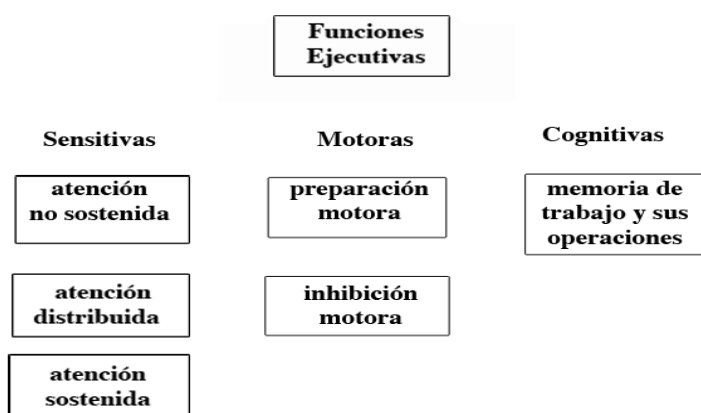 Funciones
Ejecutivas
Sensitivas
Motoras
Cognitivas
atención
no sostenida
preparación
motora
memoria de
trabajo y sus
operaciones
atención
distribuida
inhibición
motora
atención
sostenida